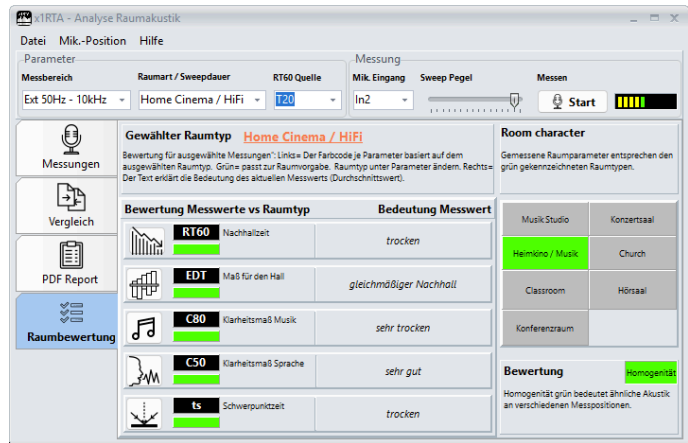 x1RTA - Analyse Raumakustik
Datei Mik.-Position Hilfe
Parameter
Messung
Messbereich Raumart / Sweepdauer RT60 Quelle Mik. Eingang Sweep Pegel Messen
Ext 50Hz - 10kHz Home Cinema / HiFi T20 In2 Start
Messungen
Vergleich
PDF Report
Raumbewertung
Gewählter Raumtyp Home Cinema / HiFi
Bewertung für ausgewählte Messungen": Links= Der Farbcode je Parameter basiert auf dem
ausgewählten Raumtyp. Grün= passt zur Raumvorgabe. Raumtyp unter Parameter ändern. Rechts=
Der Text erklärt die Bedeutung des aktuellen Messwerts (Durchschnittswert).
Bewertung Messwerte vs Raumtyp Bedeutung Messwert
RT60 Nachhallzeit trocken
EDT Maß für den Hall gleichmäßiger Nachhall
C80 Klarheitsmaß Musik sehr trocken
C50 Klarheitsmaß Sprache sehr gut
ts Schwerpunktzeit trocken
Room character
Gemessene Raumparameter entsprechen den
grün gekennzeichneten Raumtypen.
Musik Studio Konzertsaal
Heimkino / Musik Church
Classroom Hörsaal
Konferenzraum
Bewertung Homogenität
Homogenität grün bedeutet ähnliche Akustik
an verschiedenen Messpositionen.